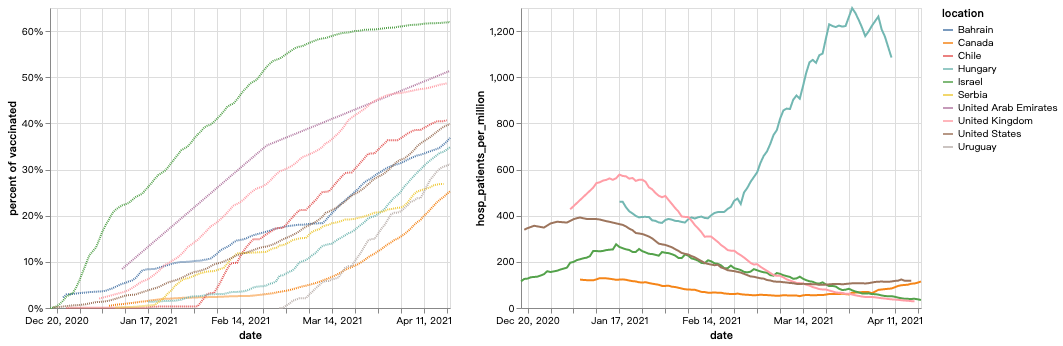 60%
50%
40%
30%
20%
10%
0%
percent of vaccinated
Dec 20, 2020
Jan 17, 2021
Feb 14, 2021
Mar 14, 2021
Apr 11, 2021
date
1,200
1,000
800
600
400
200
0
hosp_patients_per_million
Dec 20, 2020
Jan 17, 2021
Feb 14, 2021
Mar 14, 2021
Apr 11, 2021
date
location
Bahrain
Canada
Chile
Hungary
Israel
Serbia
United Arab Emirates
United Kingdom
United States
Uruguay